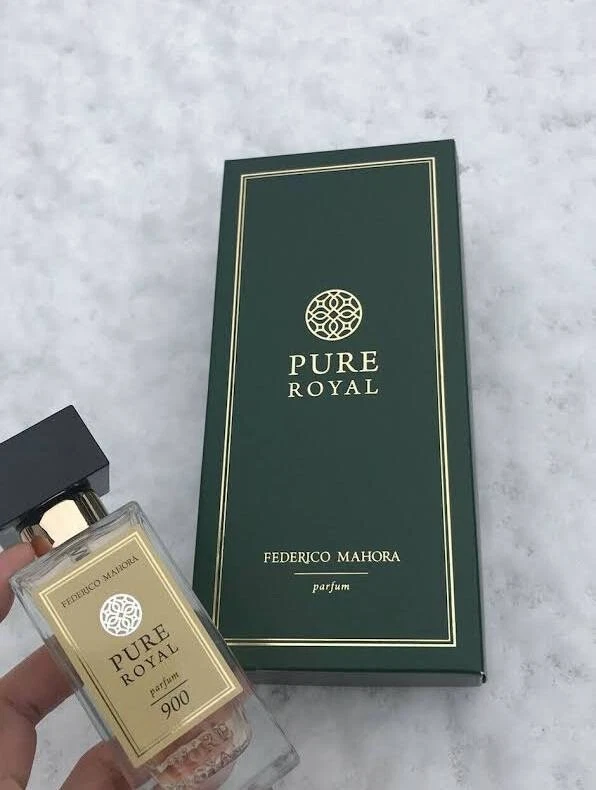 PURE
ROYAL
FEDERICO MAHORA
parfum
FEDERICO MAHORA
PURE
ROYAL
parfum
900